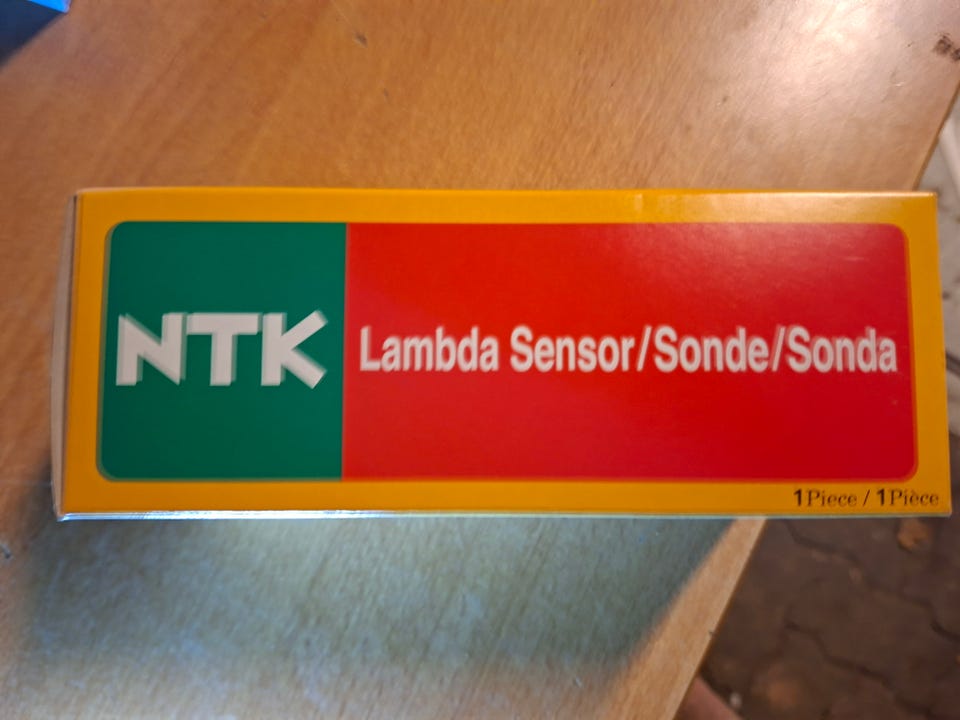 NTK
Lambda Sensor/Sonde/Sonda
1Piece / 1Pièce